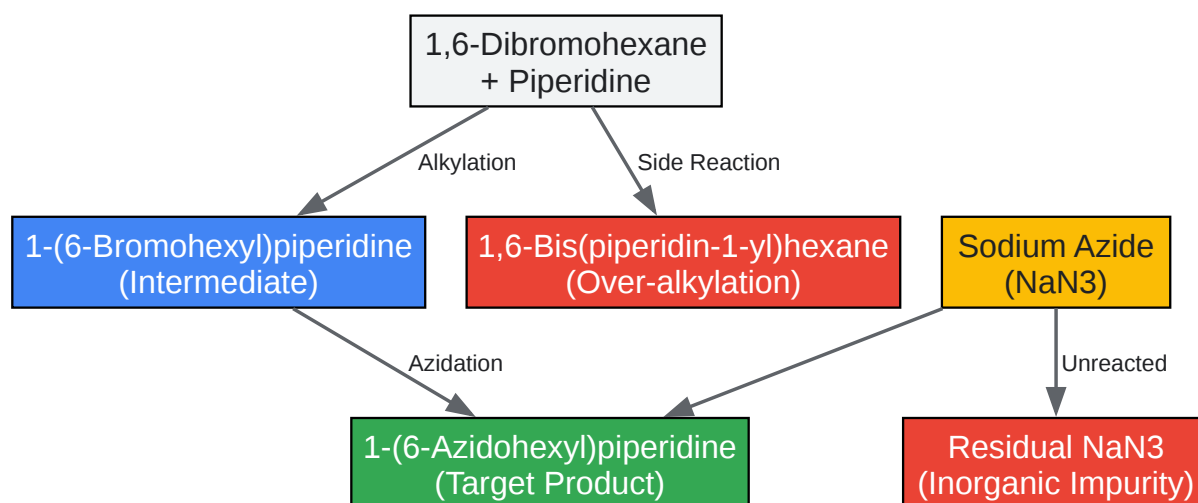 1,6-Dibromohexane
+ Piperidine
Alkylation
Side Reaction
1-(6-Bromohexyl)piperidine
(Intermediate)
1,6-Bis(piperidin-1-yl)hexane
(Over-alkylation)
Sodium Azide
(NaN3)
Azidation
Unreacted
1-(6-Azidohexyl)piperidine
(Target Product)
Residual NaN3
(Inorganic Impurity)